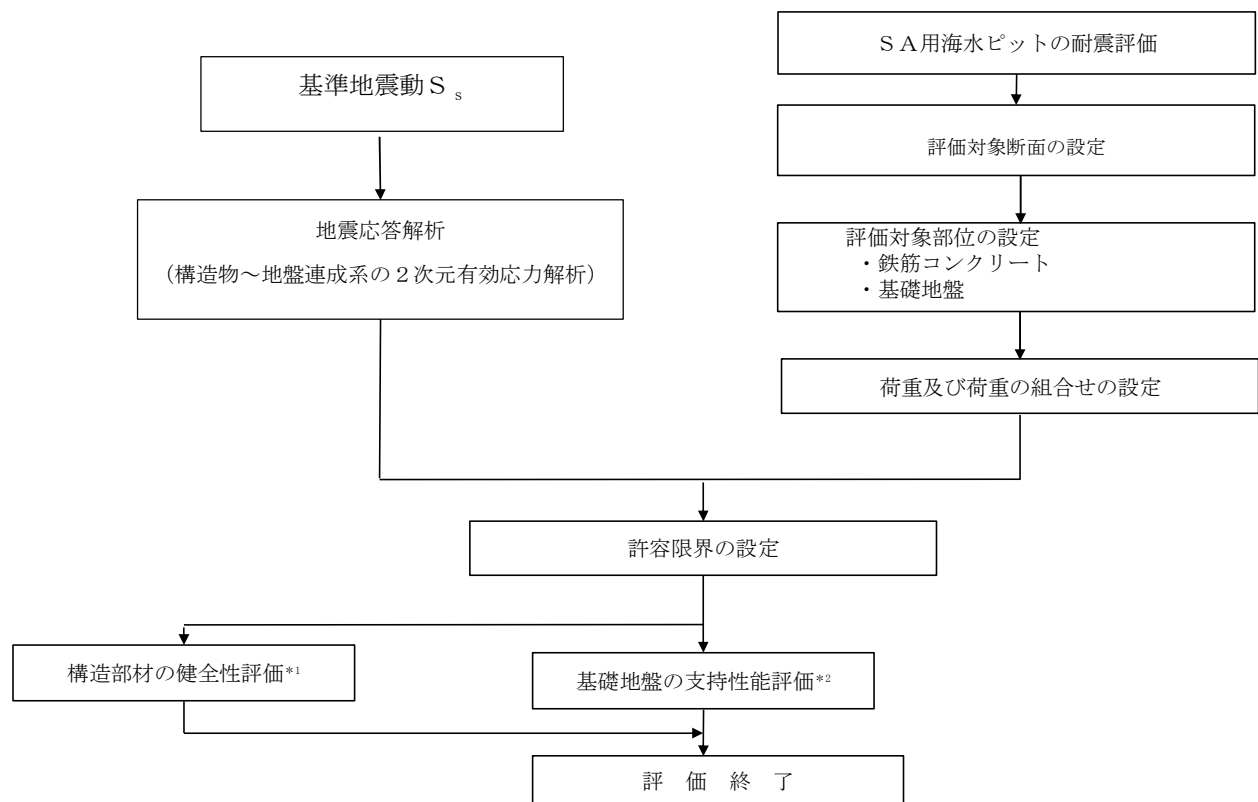 ＳＡ用海水ピットの耐震評価
基準地震動Ｓs
評価対象断面の設定
地震応答解析
（構造物～地盤連成系の２次元有効応力解析）
評価対象部位の設定
・鉄筋コンクリート
・基礎地盤
荷重及び荷重の組合せの設定
許容限界の設定
構造部材の健全性評価*1
基礎地盤の支持性能評価*2
評　価　終　了